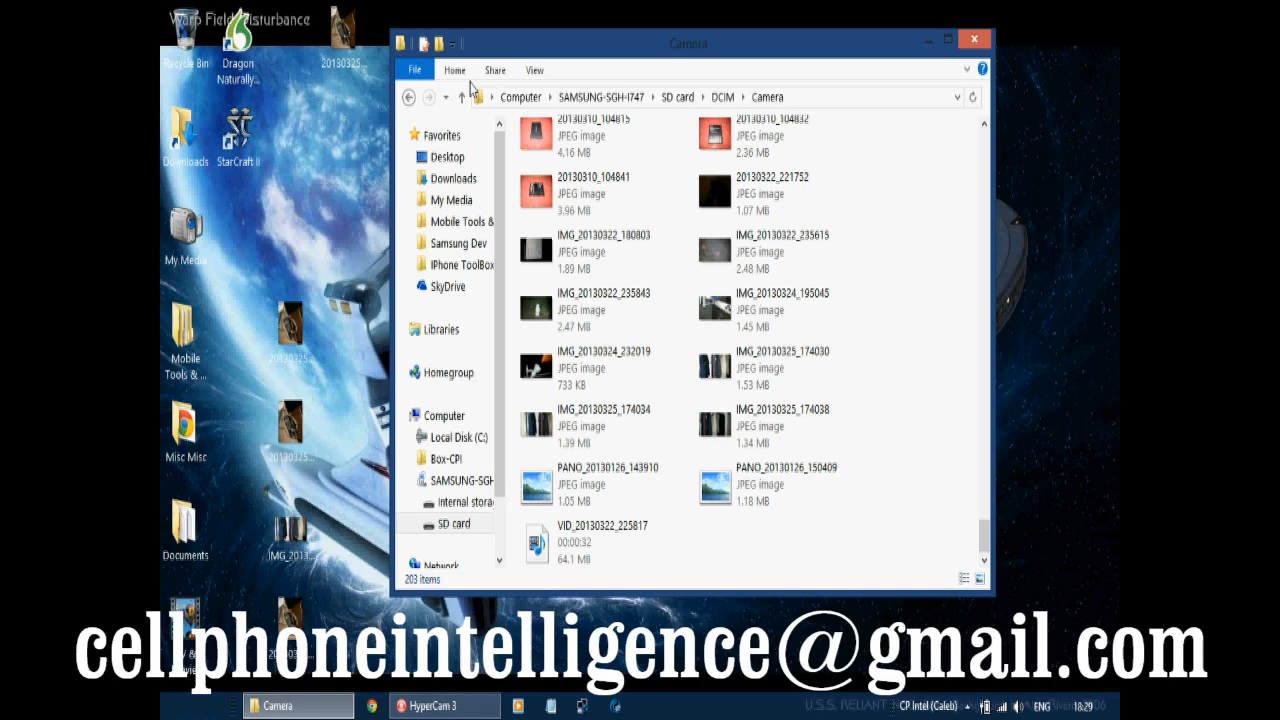 Warp Field Disturbance
Recycle Bin
Dragon
Naturally...
20130325...
Downloads
StarCraft II
My Media
Mobile
Tools & ...
20130325...
Misc Misc
20130325...
Documents
IMG_2013...
Camera
File
Home
Share
View
Computer
SAMSUNG-SGH-I747
SD card
DCIM
Camera
Favorites
Desktop
Downloads
My Media
Mobile Tools &
Samsung Dev
IPhone ToolBox
SkyDrive
Libraries
Homegroup
Computer
Local Disk (C:)
Box-CPI
SAMSUNG-SGH
Internal stora
SD card
Network
20130310_104815
JPEG image
4.16 MB
20130310_104832
JPEG image
2.36 MB
20130310_104841
JPEG image
3.96 MB
20130322_221752
JPEG image
1.07 MB
IMG_20130322_180803
JPEG image
1.89 MB
IMG_20130322_235615
JPEG image
2.48 MB
IMG_20130322_235843
JPEG image
2.47 MB
IMG_20130324_195045
JPEG image
1.45 MB
IMG_20130324_232019
JPEG image
733 KB
IMG_20130325_174030
JPEG image
1.53 MB
IMG_20130325_174034
JPEG image
1.39 MB
IMG_20130325_174038
JPEG image
1.34 MB
PANO_20130126_143910
JPEG image
1.05 MB
PANO_20130126_150409
JPEG image
1.18 MB
VID_20130322_225817
00:00:32
64.1 MB
203 items
cellphoneintelligence@gmail.com
Camera
HyperCam 3
U.S.S. RELIANT
CP Intel (Caleb)
ENG
18:29